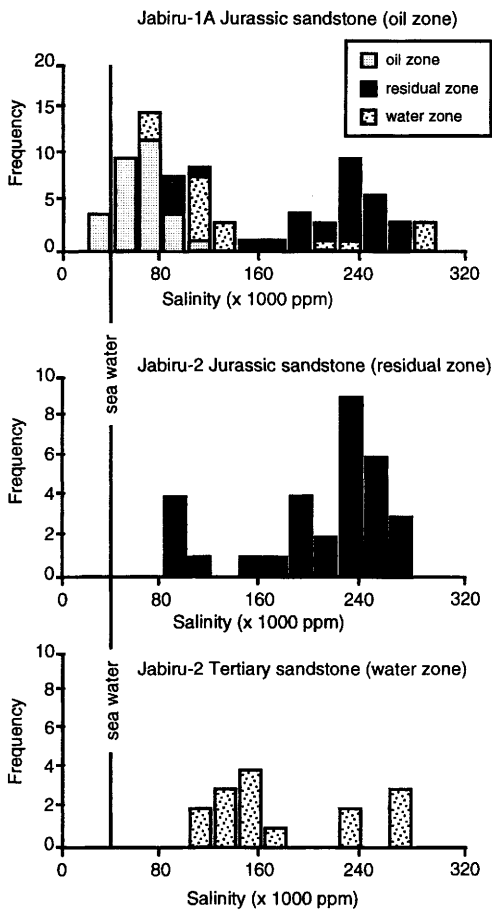 Jabiru-1A Jurassic sandstone (oil zone)
oil zone
residual zone
water zone
Frequency
20
15
10
5
0
0 80 160 240 320
Salinity (x 1000 ppm)
sea water
Jabiru-2 Jurassic sandstone (residual zone)
Frequency
10
8
6
4
2
0
0 80 160 240 320
Salinity (x 1000 ppm)
sea water
Jabiru-2 Tertiary sandstone (water zone)
Frequency
10
8
6
4
2
0
0 80 160 240 320
Salinity (x 1000 ppm)